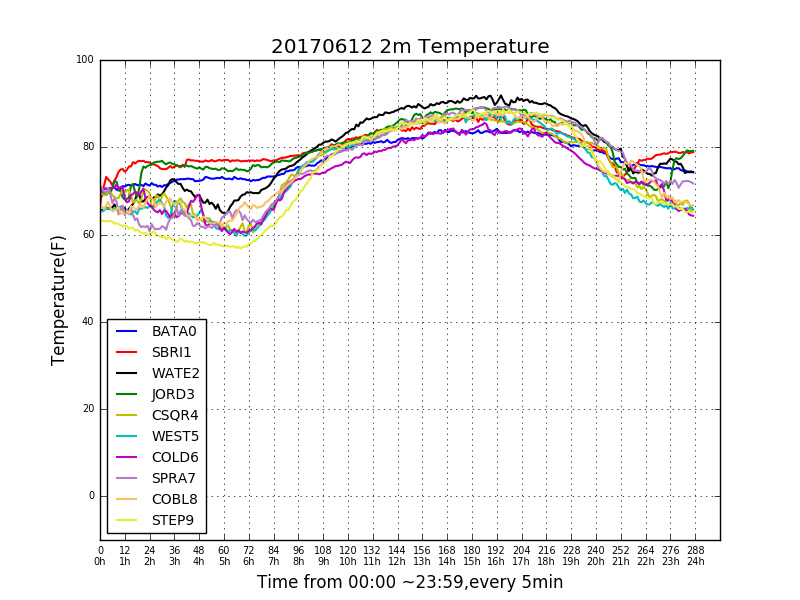 20170612 2m Temperature
100
80
60
40
20
0
Temperature(F)
BATA0
SBRI1
WATE2
JORD3
CSQR4
WEST5
COLD6
SPRA7
COBL8
STEP9
0 12 24 36 48 60 72 84 96 108 120 132 144 156 168 180 192 204 216 228 240 252 264 276 288
0h 1h 2h 3h 4h 5h 6h 7h 8h 9h 10h 11h 12h 13h 14h 15h 16h 17h 18h 19h 20h 21h 22h 23h 24h
Time from 00:00 ~23:59,every 5min